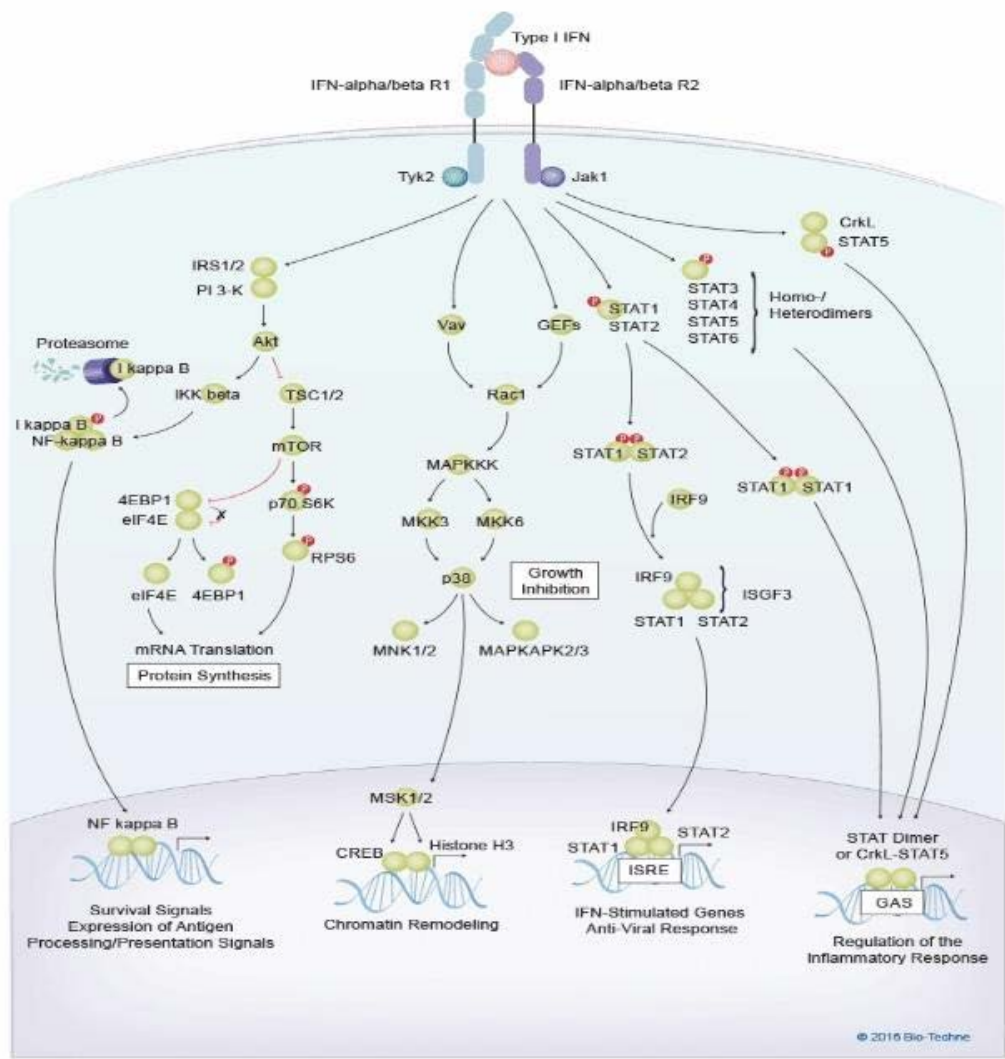 Type I IFN
IFN-alpha/beta R1
IFN-alpha/beta R2
Tyk2
Jak1
CrkL
P
STAT5
IRS1/2
PI 3-K
P
STAT3
STAT4
STAT5
STAT6
Homo-/
Heterodimers
P
STAT1
STAT2
Vav
GEFs
Akt
Proteasome
I kappa B
IKK beta
TSC1/2
Rac1
I kappa B
P
NF-kappa B
mTOR
P P
STAT1 STAT2
MAPKKK
P P
STAT1 STAT1
4EBP1
eIF4E
P
p70 S6K
IRF9
MKK3
MKK6
P
RPS6
eIF4E
P
4EBP1
p38
Growth
Inhibition
IRF9
STAT1 STAT2
ISGF3
mRNA Translation
Protein Synthesis
MNK1/2
MAPKAPK2/3
MSK1/2
NF kappa B
CREB
Histone H3
IRF9
STAT1
STAT2
ISRE
STAT Dimer
or CrkL-STAT5
GAS
Survival Signals
Expression of Antigen
Processing/Presentation Signals
Chromatin Remodeling
IFN-Stimulated Genes
Anti-Viral Response
Regulation of the
Inflammatory Response
© 2016 Bio-Techne